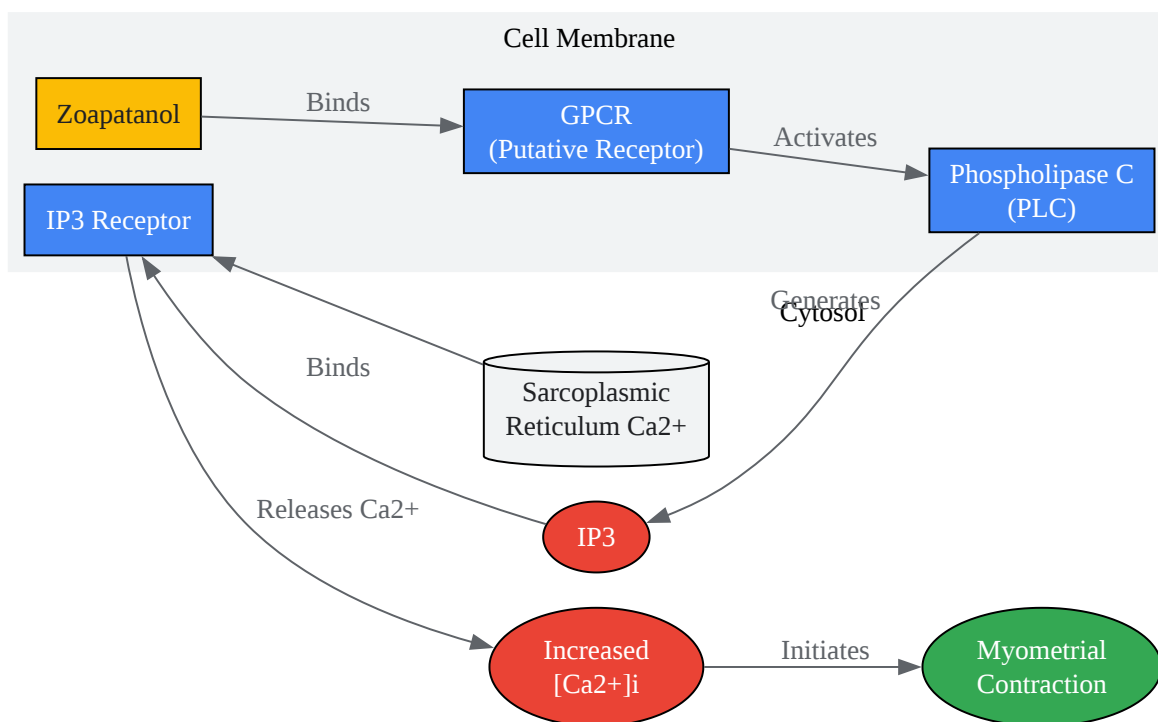 Cell Membrane
Zoapatanol
Binds
GPCR
(Putative Receptor)
Activates
Phospholipase C
(PLC)
IP3 Receptor
Generates
Cytosol
Binds
Sarcoplasmic
Reticulum Ca2+
Releases Ca2+
IP3
Increased
[Ca2+]i
Initiates
Myometrial
Contraction